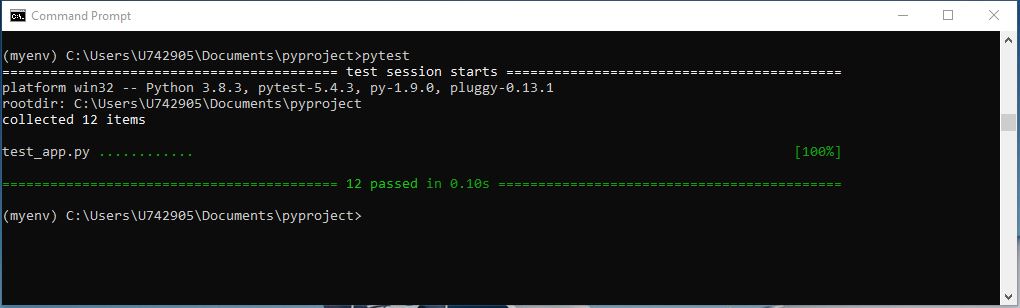 Command Prompt
(myenv) C:\Users\U742905\Documents\pyproject>pytest
========================================== test session starts ==========================================
platform win32 -- Python 3.8.3, pytest-5.4.3, py-1.9.0, pluggy-0.13.1
rootdir: C:\Users\U742905\Documents\pyproject
collected 12 items
test_app.py ............ [100%]
========================================== 12 passed in 0.10s ===========================================
(myenv) C:\Users\U742905\Documents\pyproject>